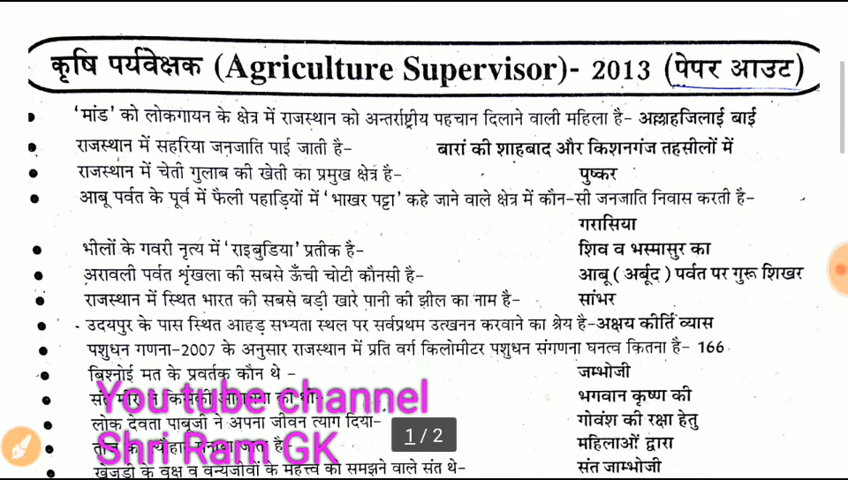 कृषि पर्यवेक्षक (Agriculture Supervisor)- 2013 (पेपर आउट)
'मांड' को लोकगायन के क्षेत्र में राजस्थान को अन्तर्राष्ट्रीय पहचान दिलाने वाली महिला है- अल्लाहजिलाई बाई
राजस्थान में सहरिया जनजाति पाई जाती है- बारां की शाहबाद और किशनगंज तहसीलों में
राजस्थान में चेती गुलाब की खेती का प्रमुख क्षेत्र है- पुष्कर
आबू पर्वत के पूर्व में फैली पहाड़ियों में 'भाखर पट्टा' कहे जाने वाले क्षेत्र में कौन-सी जनजाति निवास करती है-
गरासिया
भीलों के गवरी नृत्य में 'राइबुडिया' प्रतीक है- शिव व भस्मासुर का
अरावली पर्वत श्रृंखला की सबसे ऊँची चोटी कौनसी है- आबू (अर्बूद) पर्वत पर गुरू शिखर
राजस्थान में स्थित भारत की सबसे बड़ी खारे पानी की झील का नाम है- सांभर
उदयपुर के पास स्थित आहड़ सभ्यता स्थल पर सर्वप्रथम उत्खनन करवाने का श्रेय है-अक्षय कीर्ति व्यास
पशुधन गणना-2007 के अनुसार राजस्थान में प्रति वर्ग किलोमीटर पशुधन संगणना घनत्व कितना है- 166
बिश्नोई मत के प्रवर्तक कौन थे - जम्भोजी
भगवान कृष्ण की
You tube channel
लोक देवता पाबूजी ने अपना जीवन त्याग दिया- गोवंश की रक्षा हेतु
1/2
महिलाओं द्वारा
Shri Ram GK
खेजड़ी के वृक्ष व वन्यजीवों के महत्त्व को समझने वाले संत थे- संत जाम्भोजी